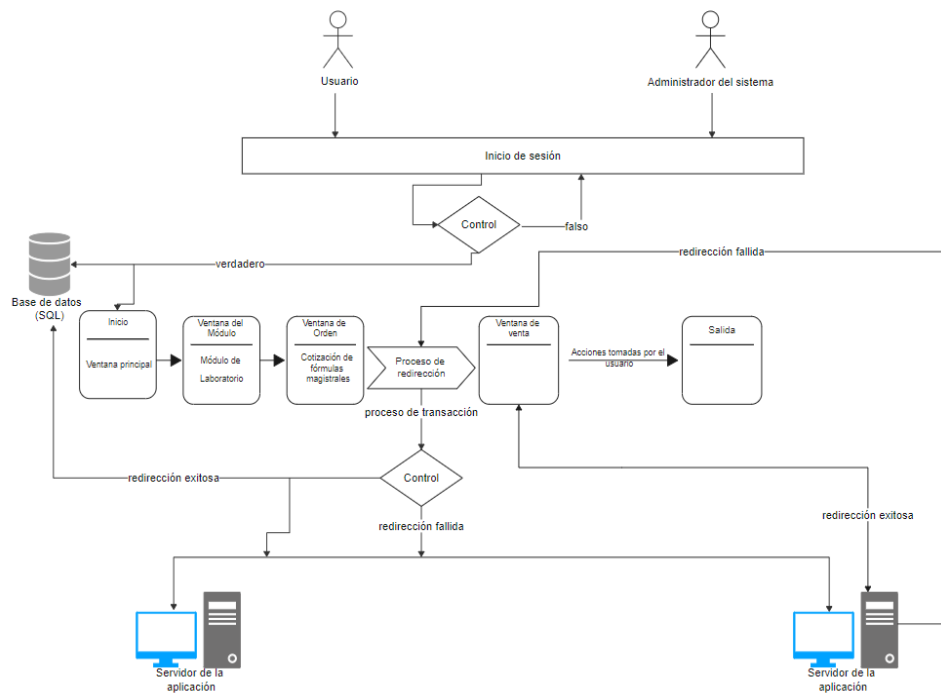 Usuario
Administrador del sistema
Inicio de sesión
Control
falso
verdadero
redirección fallida
Base de datos
(SQL)
Inicio
Ventana principal
Ventana del
Módulo
Módulo de
Laboratorio
Ventana de
Orden
Cotización de
fórmulas
magistrales
Proceso de
redirección
Ventana de
venta
Acciones tomadas por el
usuario
Salida
proceso de transacción
Control
redirección exitosa
redirección fallida
redirección exitosa
Servidor de la
aplicación
Servidor de la
aplicación